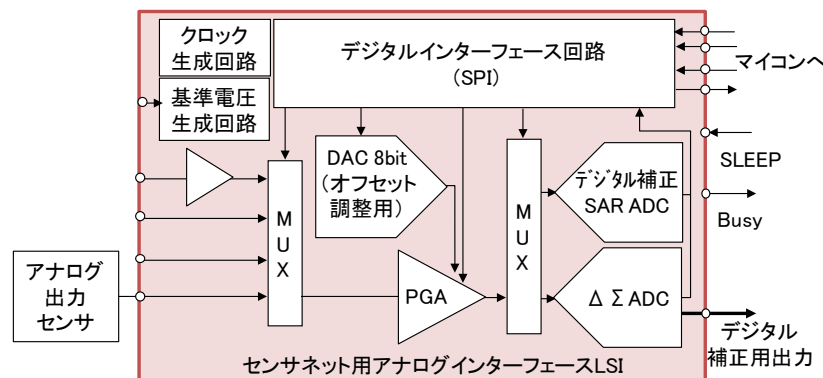 クロック
生成回路
デジタルインターフェース回路
(SPI)
マイコンへ
基準電圧
生成回路
DAC 8bit
(オフセット
調整用)
MUX
MUX
デジタル補正
SAR ADC
SLEEP
Busy
アナログ
出力
センサ
PGA
ΔΣADC
デジタル
補正用出力
センサネット用アナログインターフェースLSI